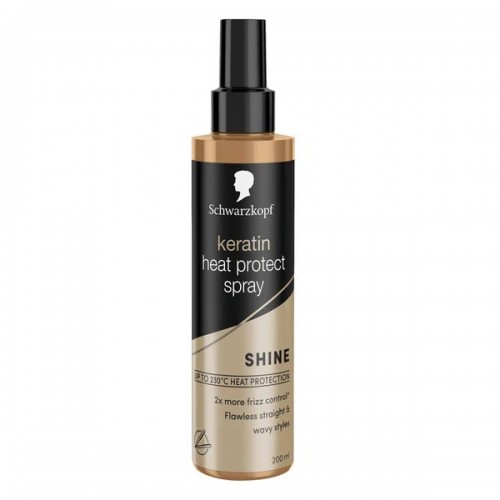 Schwarzkopf
keratin
heat protect
spray
SHINE
UP TO 230°C HEAT PROTECTION
2x more frizz control*
Flawless straight &
wavy styles
200 ml